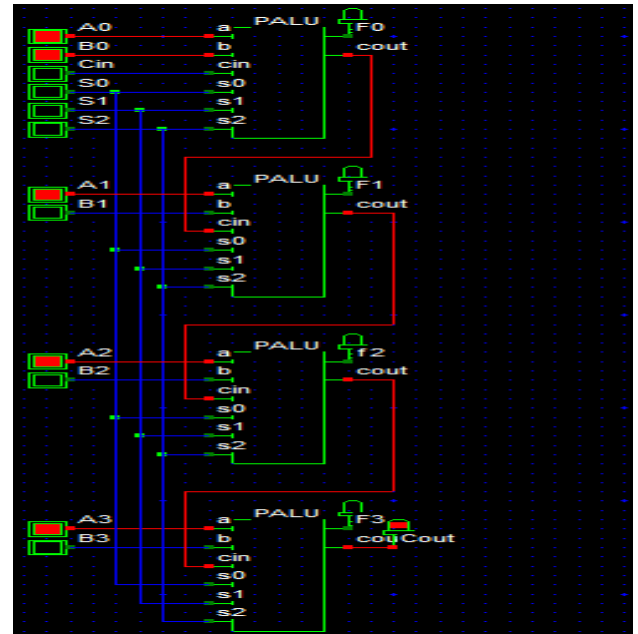 A0 a PALU F0
B0 b cout
Cin cin
S0 s0
S1 s1
S2 s2
A1 a PALU F1
B1 b cout
cin
s0
s1
s2
A2 a PALU f2
B2 b cout
cin
s0
s1
s2
A3 a PALU F3
B3 b cou Cout
cin
s0
s1
s2